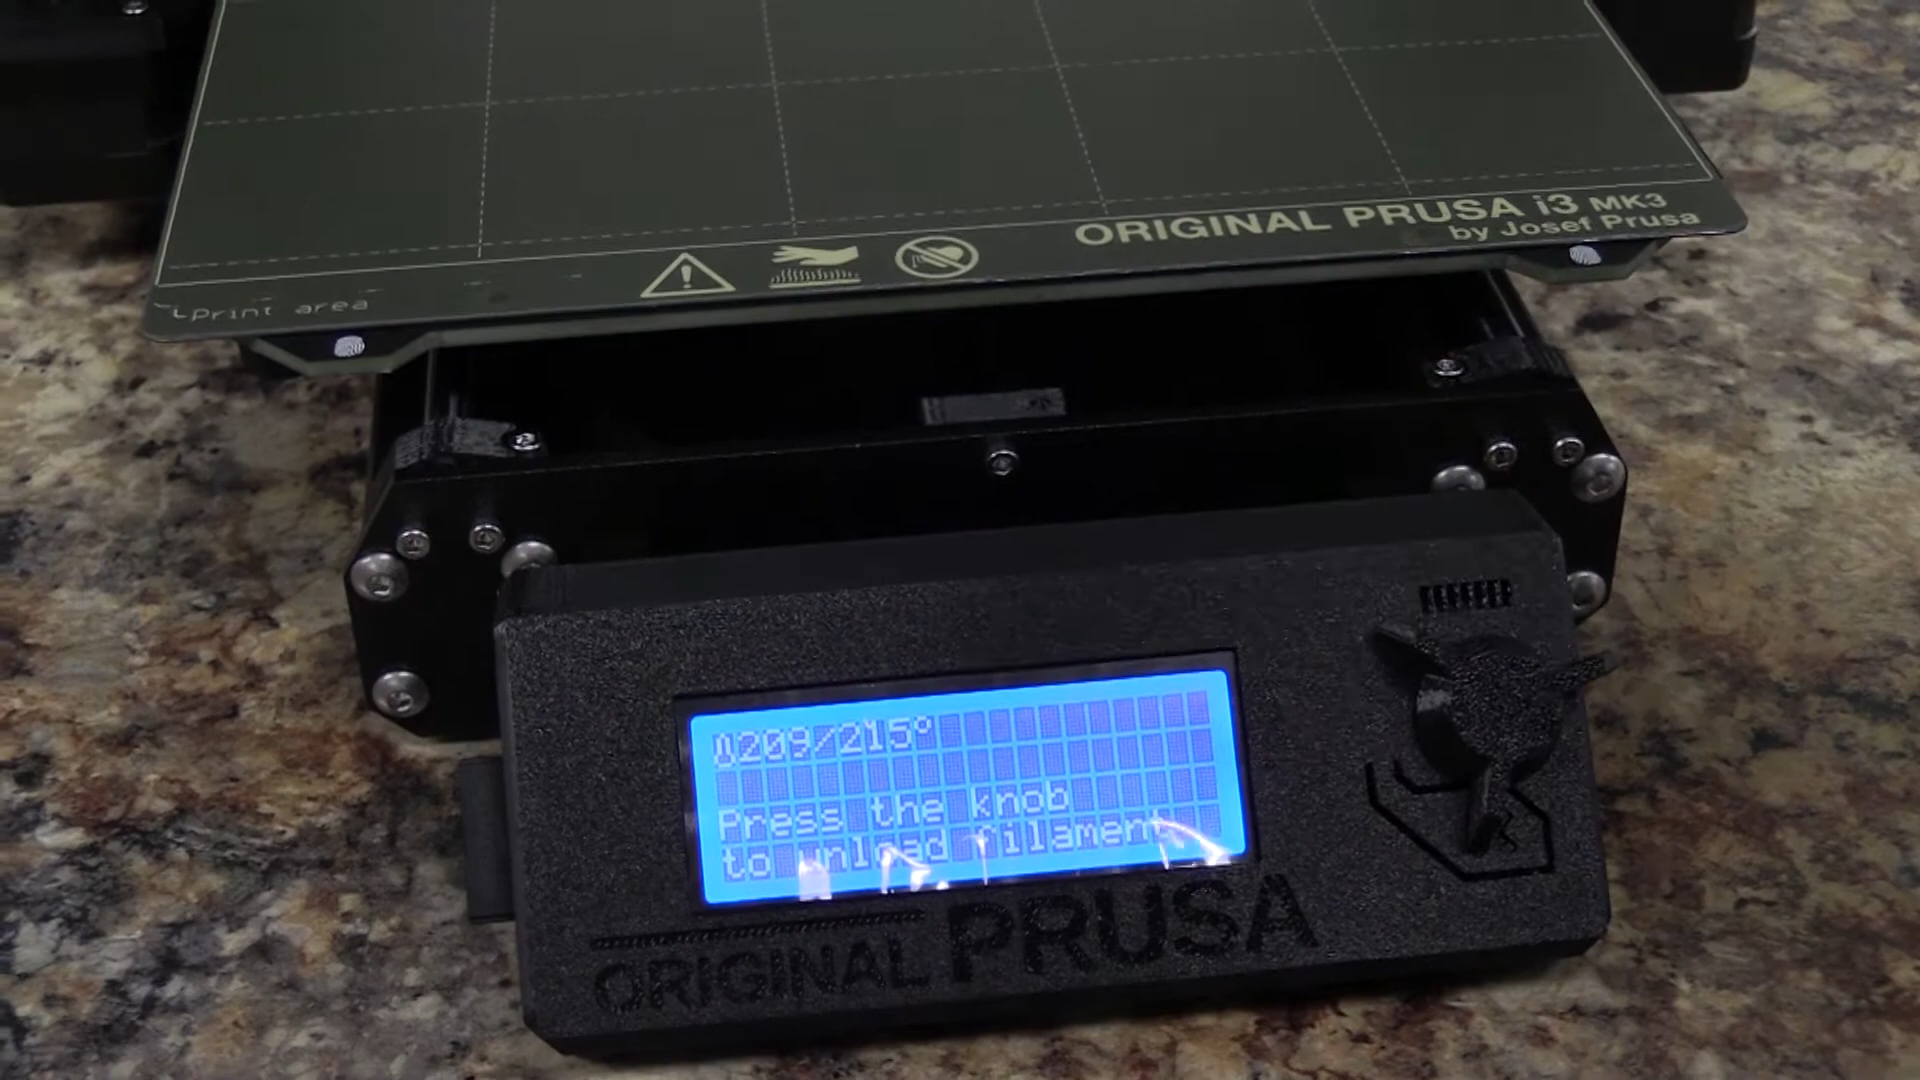 ORIGINAL PRUSA i3 MK3
by Josef Prusa
Print area
209/215°
Press the knob
to unload filament
ORIGINAL PRUSA